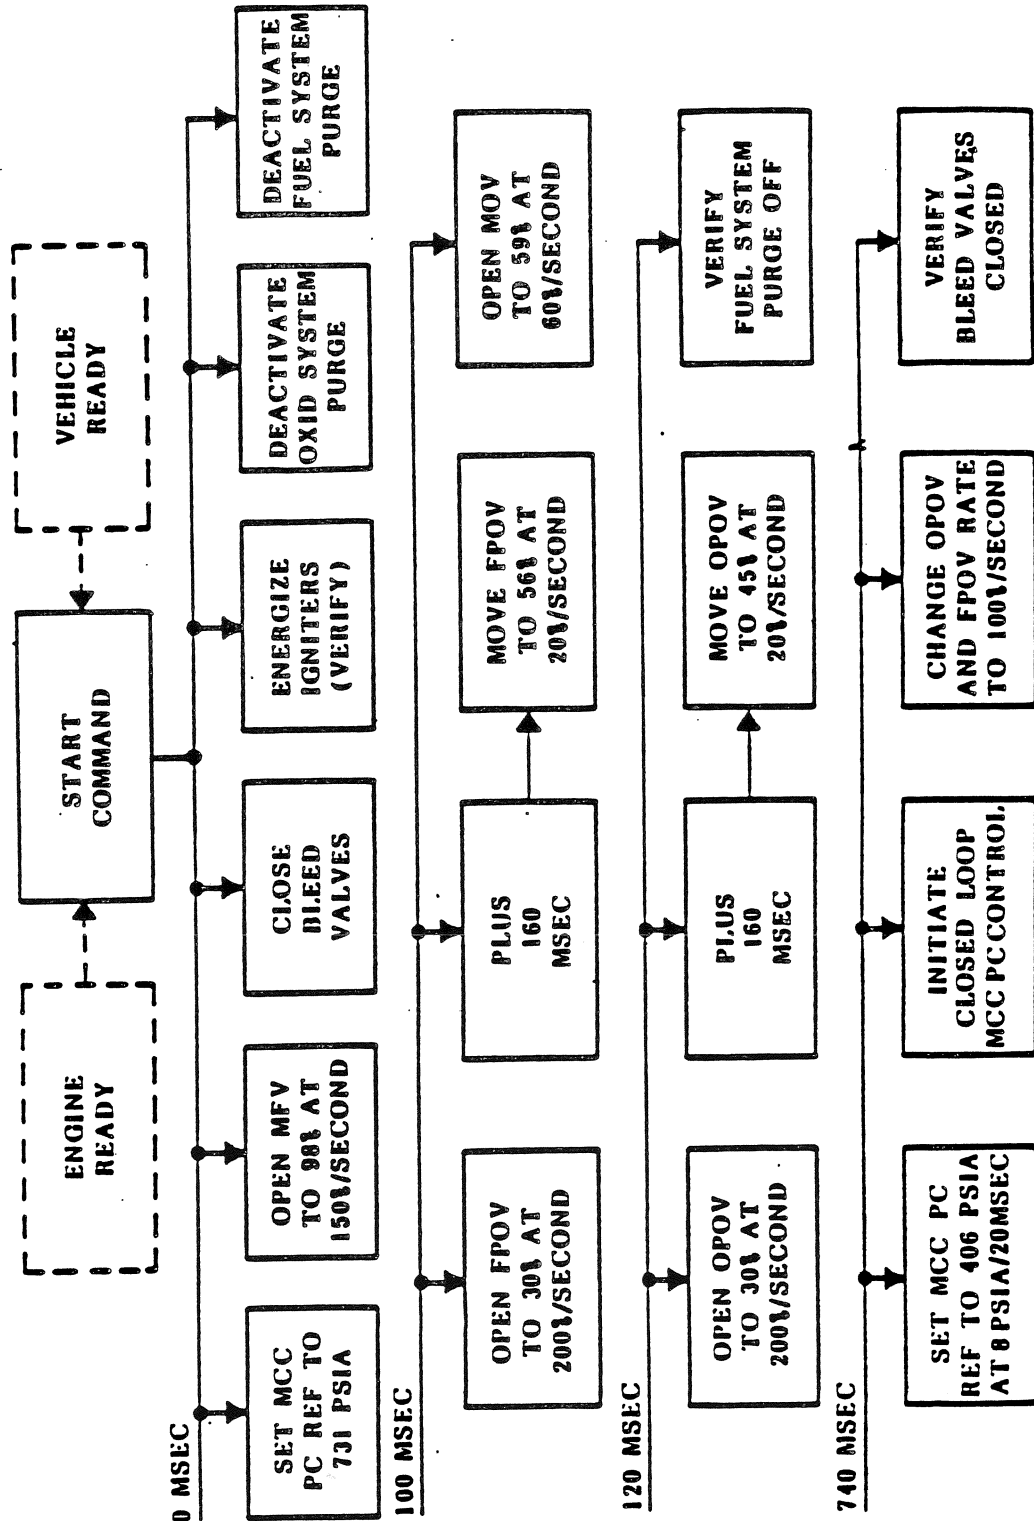 ENGINE
READY
START
COMMAND
VEHICLE
READY
0 MSEC
SET MCC
PC REF TO
731 PSIA
OPEN MFV
TO 98% AT
150%/SECOND
CLOSE
BLEED
VALVES
ENERGIZE
IGNITERS
(VERIFY)
DEACTIVATE
OXID SYSTEM
PURGE
DEACTIVATE
FUEL SYSTEM
PURGE
100 MSEC
OPEN FPOV
TO 30% AT
200%/SECOND
PLUS
160
MSEC
MOVE FPOV
TO 56% AT
20%/SECOND
OPEN MOV
TO 59% AT
60%/SECOND
120 MSEC
OPEN OPOV
TO 30% AT
200%/SECOND
PLUS
160
MSEC
MOVE OPOV
TO 45% AT
20%/SECOND
VERIFY
FUEL SYSTEM
PURGE OFF
740 MSEC
SET MCC PC
REF TO 406 PSIA
AT 8 PSIA/20MSEC
INITIATE
CLOSED LOOP
MCC PC CONTROL
CHANGE OPOV
AND FPOV RATE
TO 100%/SECOND
VERIFY
BLEED VALVES
CLOSED